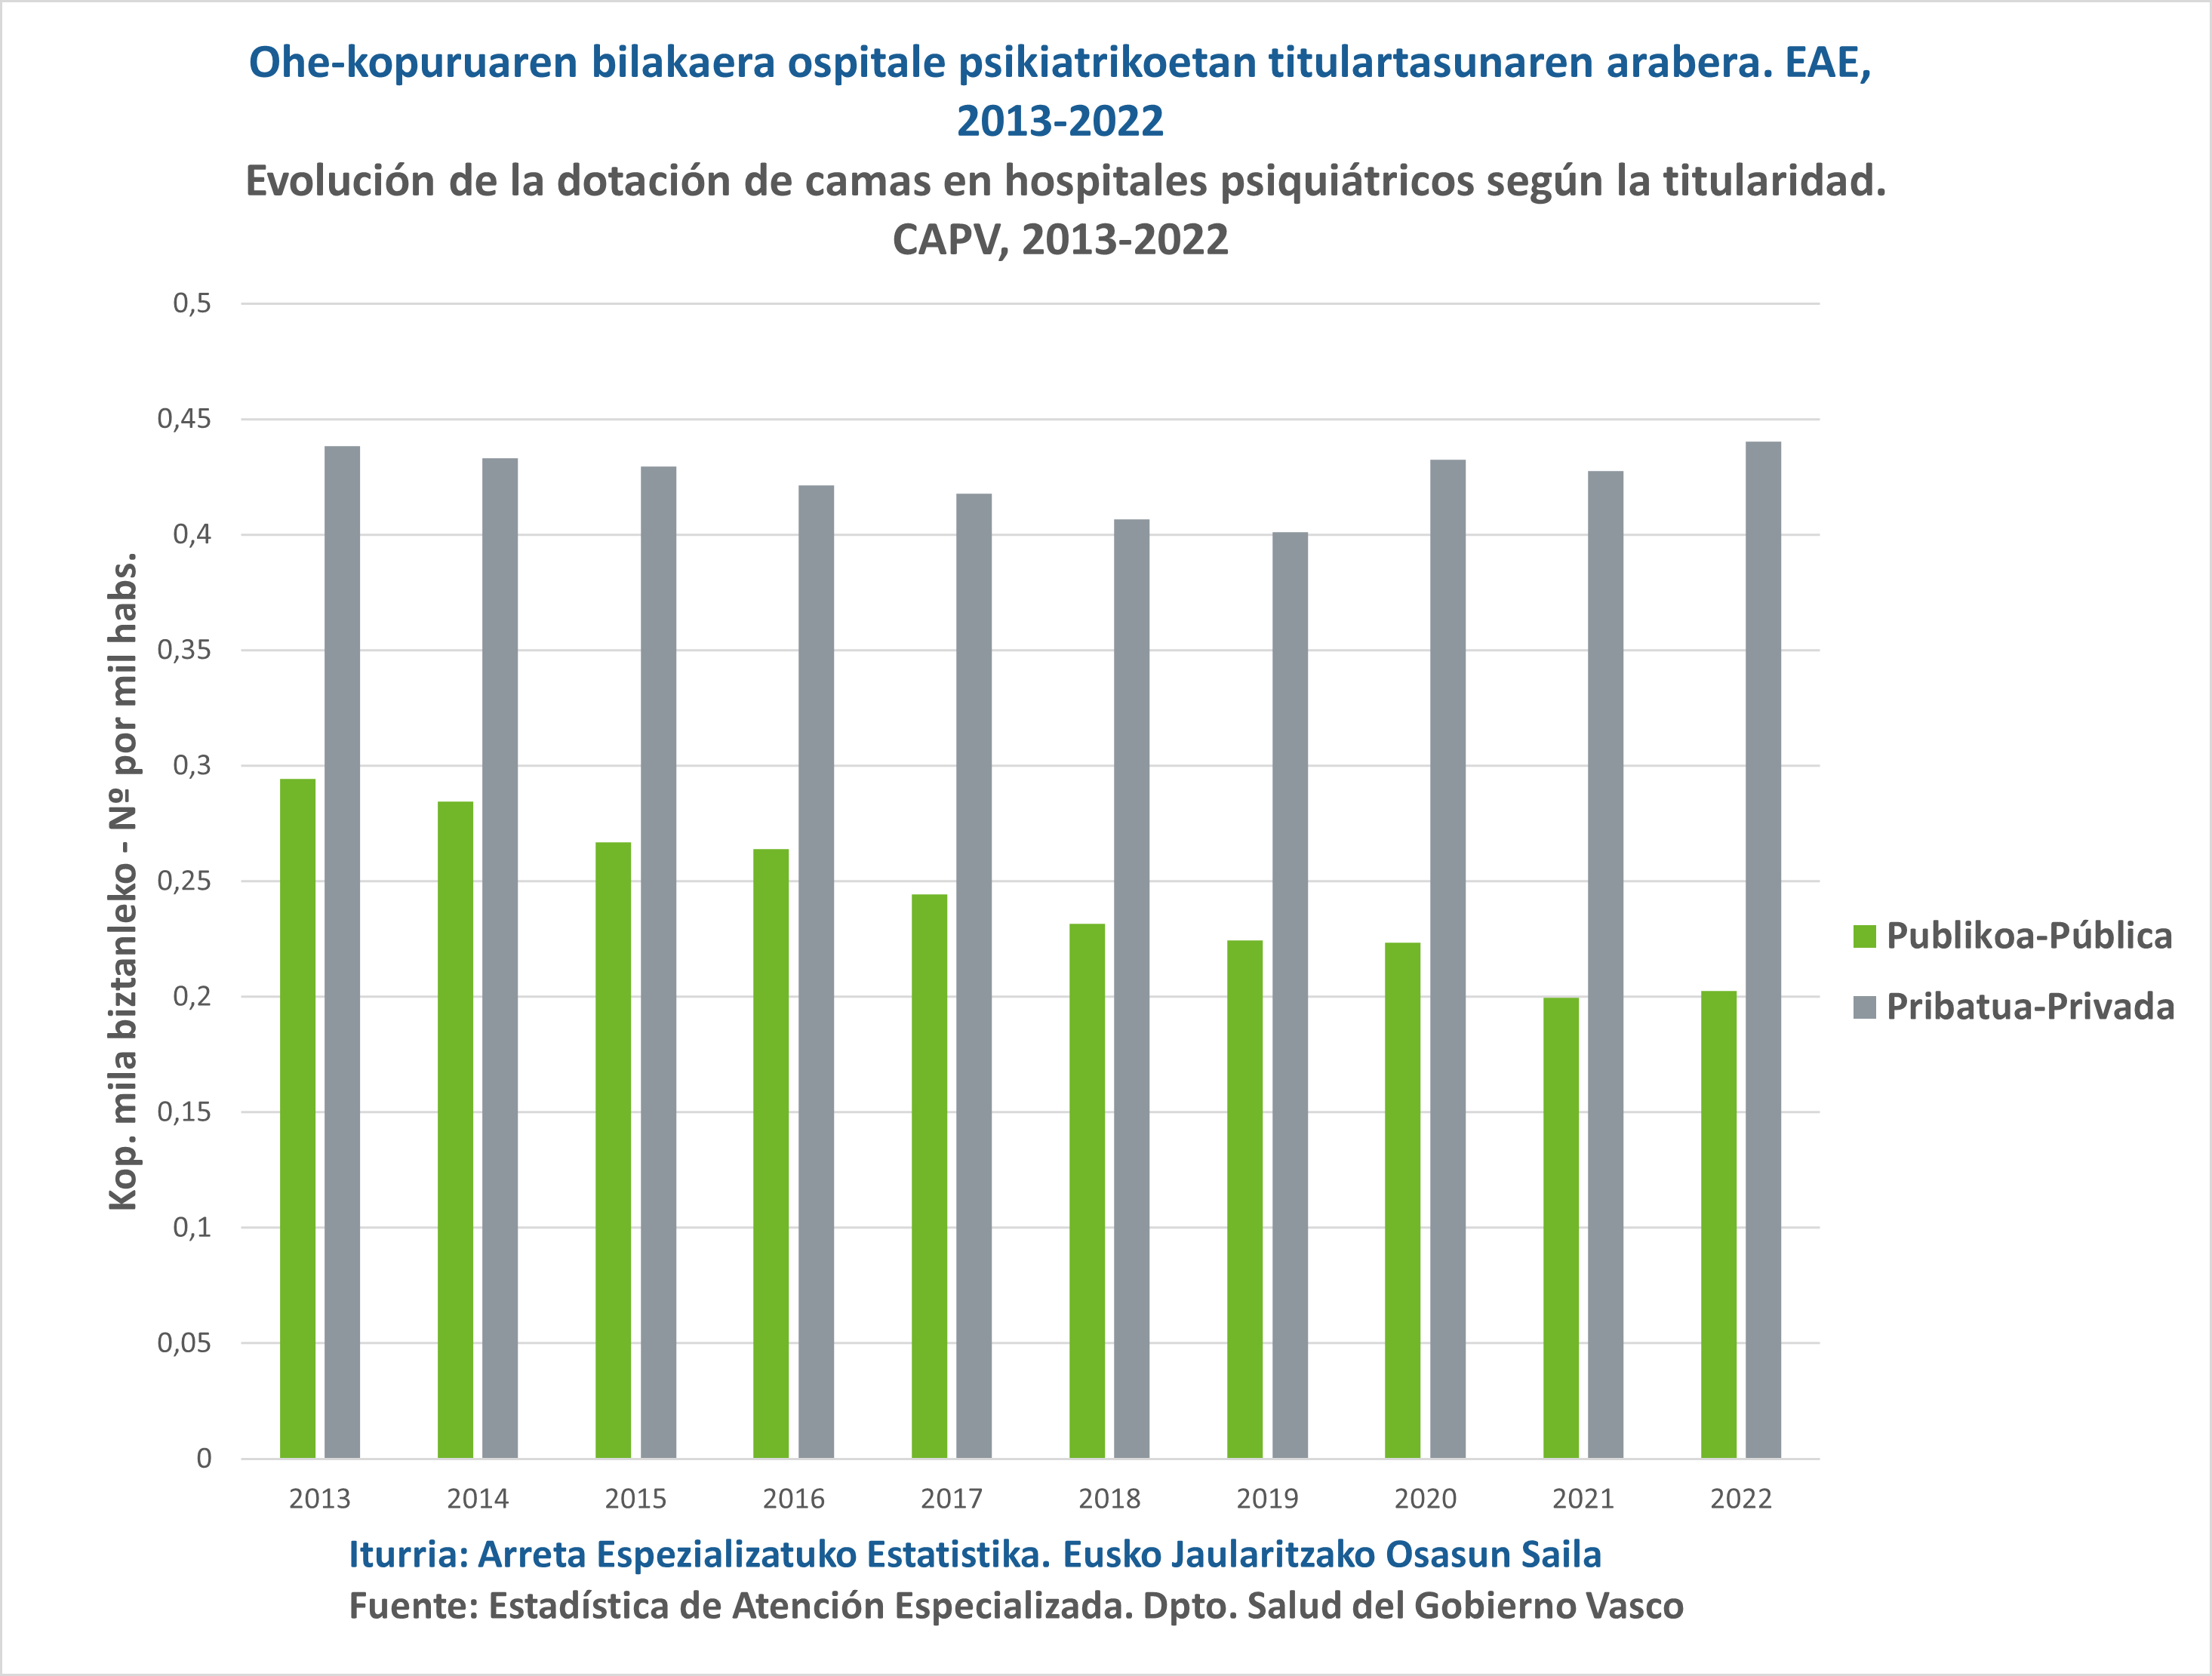 Ohe-kopuruaren bilakaera ospitale psikiatrikoetan titulartasunaren arabera. EAE,
2013-2022
Evolución de la dotación de camas en hospitales psiquiátricos según la titularidad.
CAPV, 2013-2022
Kop. mila biztanleko - Nº por mil habs.
0,5
0,45
0,4
0,35
0,3
0,25
0,2
0,15
0,1
0,05
0
2013 2014 2015 2016 2017 2018 2019 2020 2021 2022
Publikoa-Pública
Pribatua-Privada
Iturria: Arreta Espezializatuko Estatistika. Eusko Jaularitzako Osasun Saila
Fuente: Estadística de Atención Especializada. Dpto. Salud del Gobierno Vasco